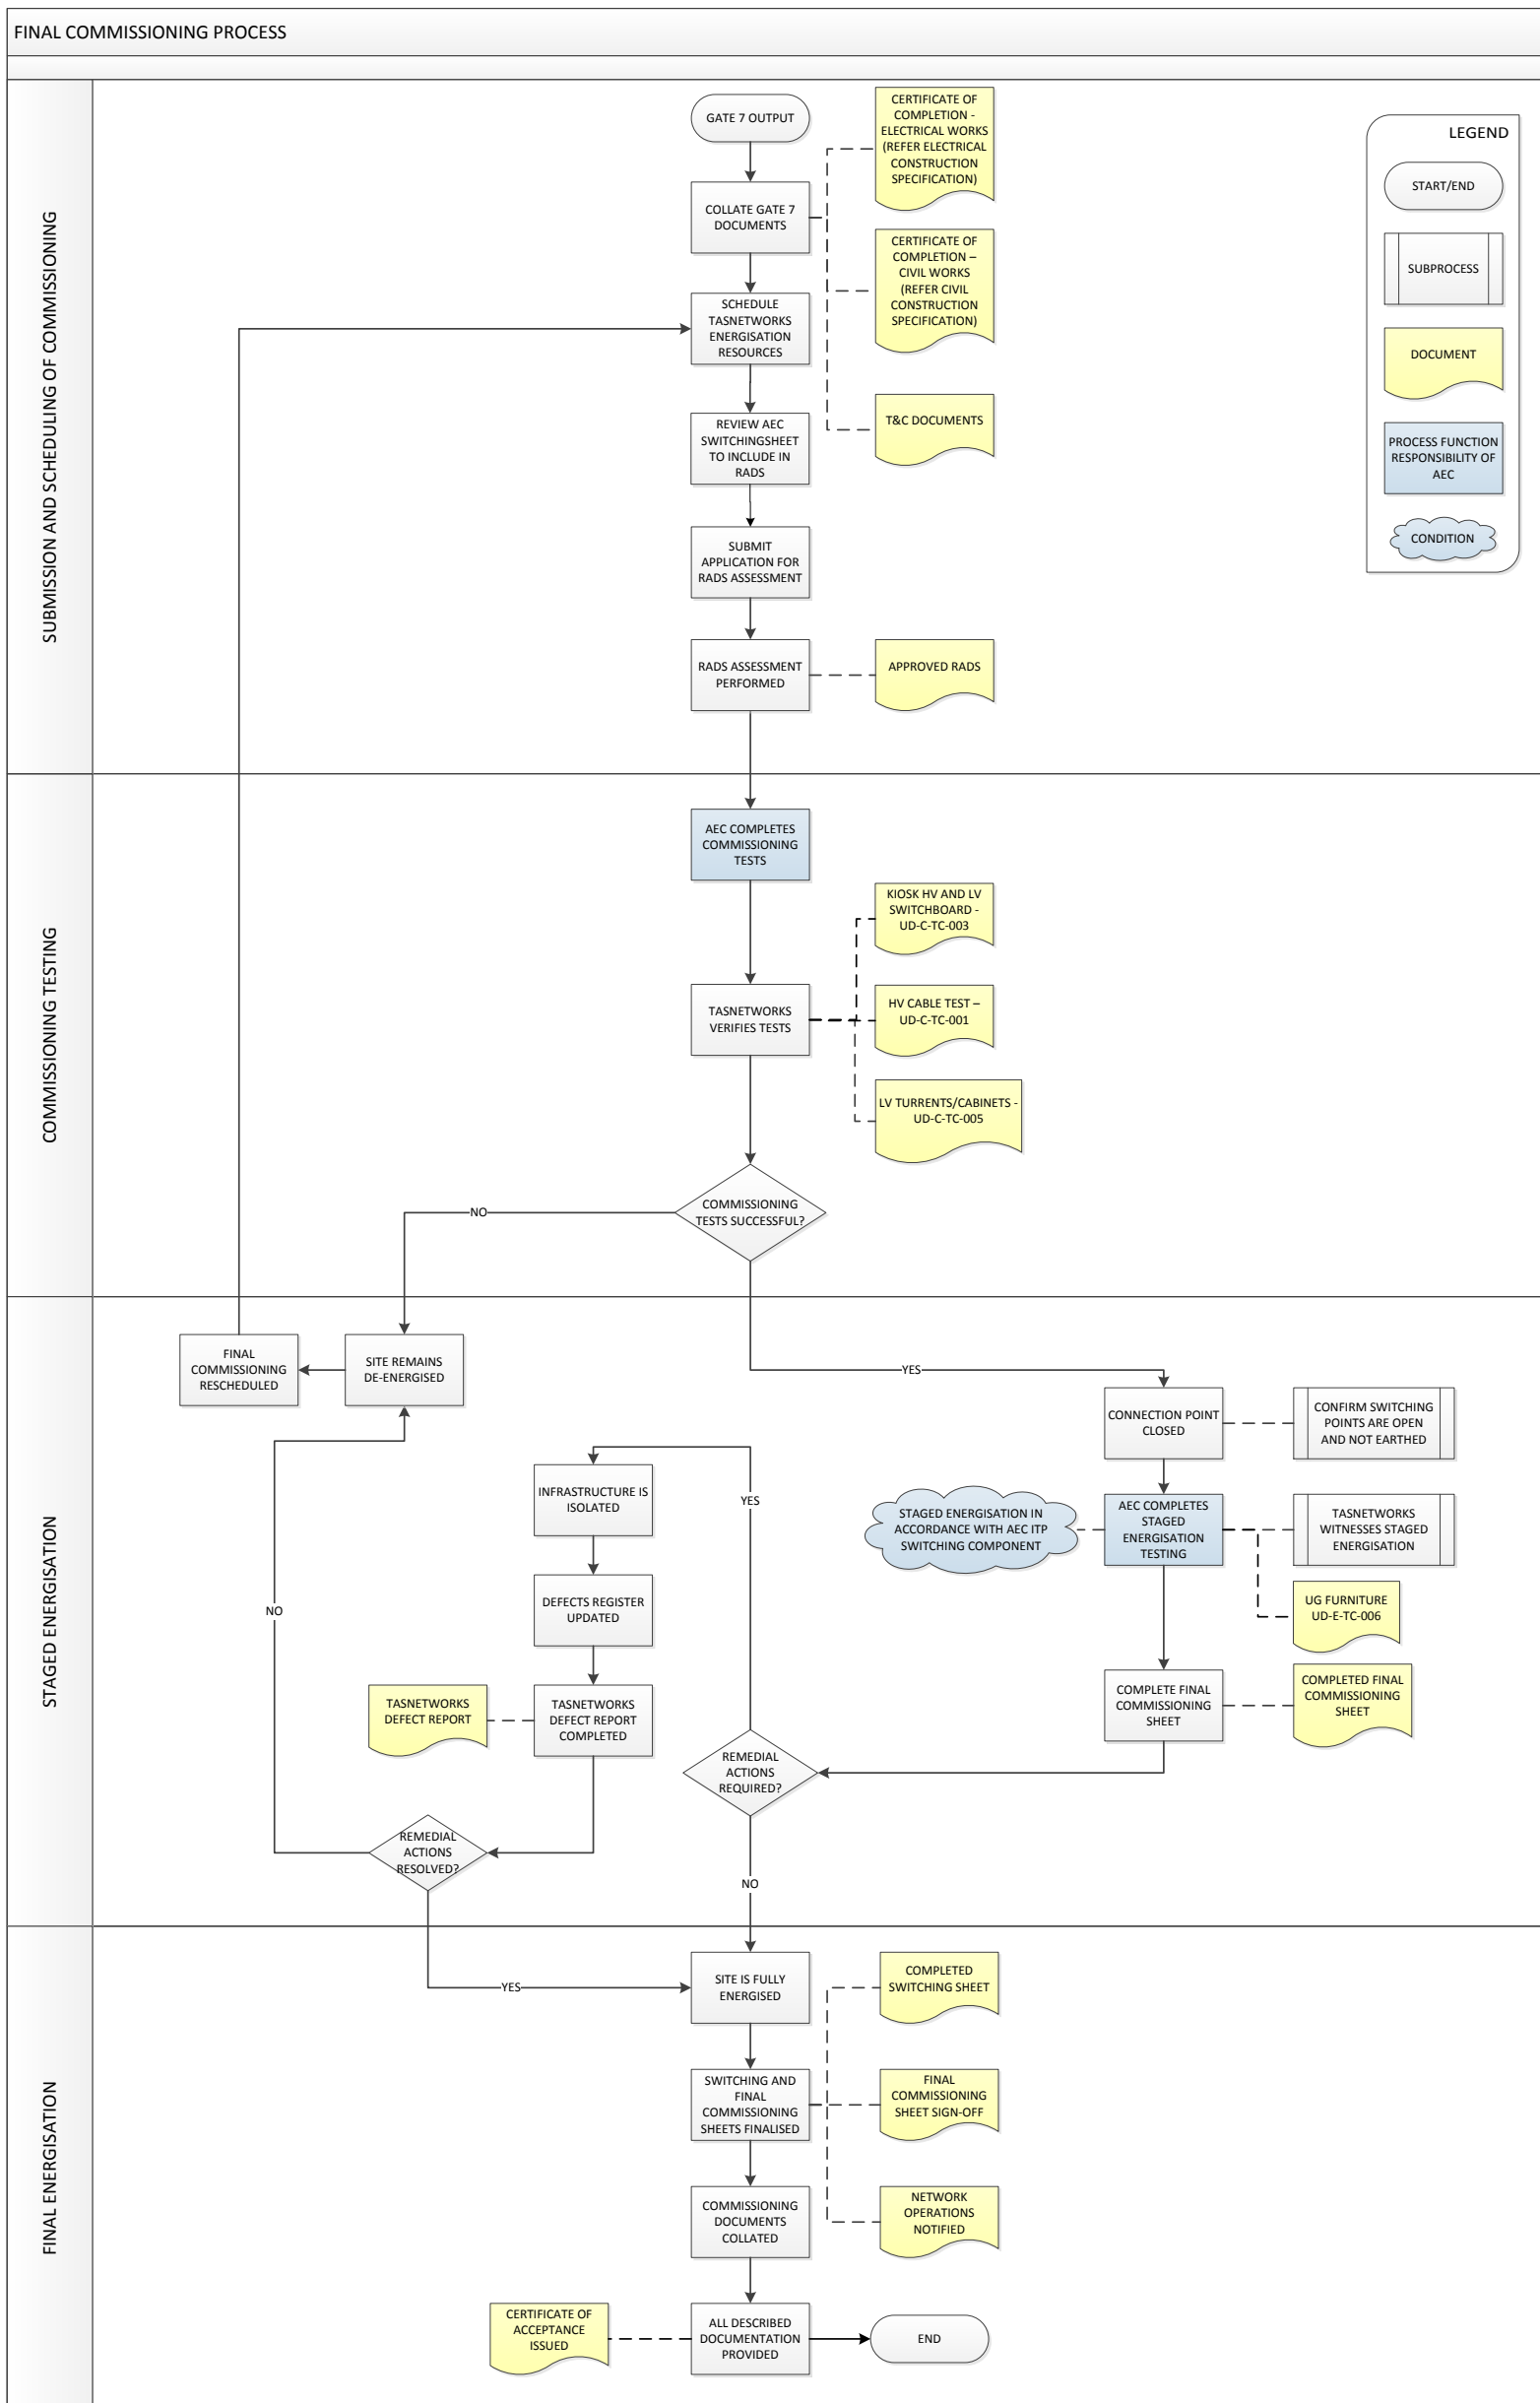 FINAL COMMISSIONING PROCESS
SUBMISSION AND SCHEDULING OF COMMISSIONING
GATE 7 OUTPUT
COLLATE GATE 7
DOCUMENTS
CERTIFICATE OF
COMPLETION -
ELECTRICAL WORKS
(REFER ELECTRICAL
CONSTRUCTION
SPECIFICATION)
CERTIFICATE OF
COMPLETION –
CIVIL WORKS
(REFER CIVIL
CONSTRUCTION
SPECIFICATION)
T&C DOCUMENTS
SCHEDULE
TASNETWORKS
ENERGISATION
RESOURCES
REVIEW AEC
SWITCHINGSHEET
TO INCLUDE IN
RADS
SUBMIT
APPLICATION FOR
RADS ASSESSMENT
RADS ASSESSMENT
PERFORMED
APPROVED RADS
LEGEND
START/END
SUBPROCESS
DOCUMENT
PROCESS FUNCTION
RESPONSIBILITY OF
AEC
CONDITION
COMMISSIONING TESTING
AEC COMPLETES
COMMISSIONING
TESTS
TASNETWORKS
VERIFIES TESTS
KIOSK HV AND LV
SWITCHBOARD -
UD-C-TC-003
HV CABLE TEST –
UD-C-TC-001
LV TURRENTS/CABINETS -
UD-C-TC-005
COMMISSIONING
TESTS SUCCESSFUL?
NO
YES
STAGED ENERGISATION
FINAL
COMMISSIONING
RESCHEDULED
SITE REMAINS
DE-ENERGISED
CONNECTION POINT
CLOSED
CONFIRM SWITCHING
POINTS ARE OPEN
AND NOT EARTHED
INFRASTRUCTURE IS
ISOLATED
YES
STAGED ENERGISATION IN
ACCORDANCE WITH AEC ITP
SWITCHING COMPONENT
AEC COMPLETES
STAGED
ENERGISATION
TESTING
TASNETWORKS
WITNESSES STAGED
ENERGISATION
UG FURNITURE
UD-E-TC-006
NO
DEFECTS REGISTER
UPDATED
TASNETWORKS
DEFECT REPORT
TASNETWORKS
DEFECT REPORT
COMPLETED
COMPLETE FINAL
COMMISSIONING
SHEET
COMPLETED FINAL
COMMISSIONING
SHEET
REMEDIAL
ACTIONS
REQUIRED?
REMEDIAL
ACTIONS
RESOLVED?
NO
FINAL ENERGISATION
YES
SITE IS FULLY
ENERGISED
COMPLETED
SWITCHING SHEET
SWITCHING AND
FINAL
COMMISSIONING
SHEETS FINALISED
FINAL
COMMISSIONING
SHEET SIGN-OFF
COMMISSIONING
DOCUMENTS
COLLATED
NETWORK
OPERATIONS
NOTIFIED
CERTIFICATE OF
ACCEPTANCE
ISSUED
ALL DESCRIBED
DOCUMENTATION
PROVIDED
END